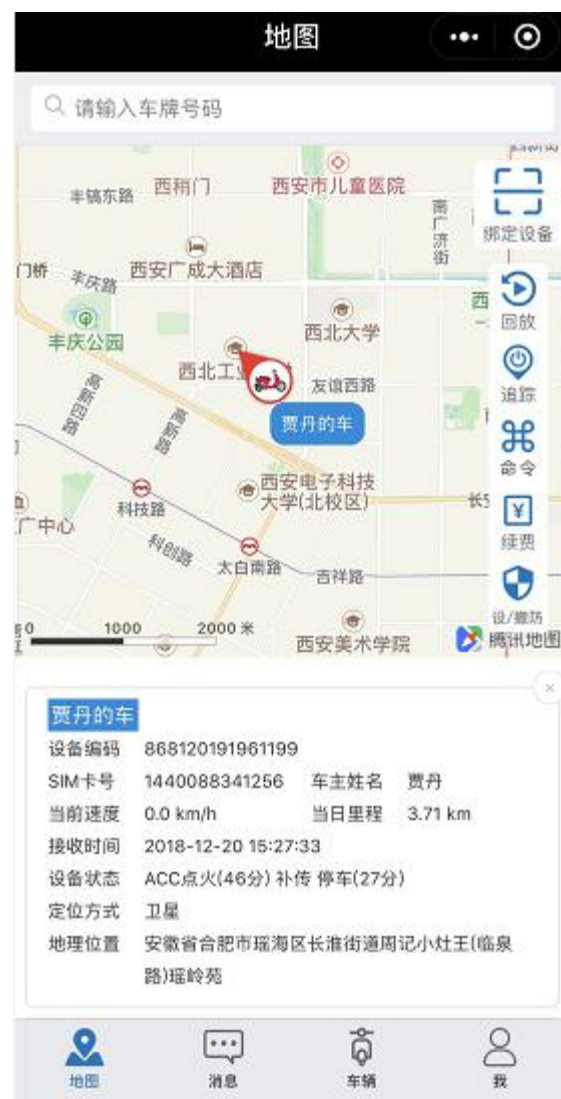 地图
请输入车牌号码
丰镐东路
西稍门
西安市儿童医院
南广济街
绑定设备
门桥
丰庆路
西安广成大酒店
丰庆公园
西北大学
回放
西北工
友谊西路
追踪
高新四路
高新路
贾丹的车
命令
西安电子科技
大学(北校区)
广中心
科技路
续费
科创路
太白南路
吉祥路
设/撤防
0 1000 2000 米
西安美术学院
腾讯地图
贾丹的车
设备编码 868120191961199
SIM卡号 1440088341256 车主姓名 贾丹
当前速度 0.0 km/h 当日里程 3.71 km
接收时间 2018-12-20 15:27:33
设备状态 ACC点火(46分) 补传 停车(27分)
定位方式 卫星
地理位置 安徽省合肥市瑶海区长淮街道周记小灶王(临泉
路)瑶岭苑
地图 消息 车辆 我